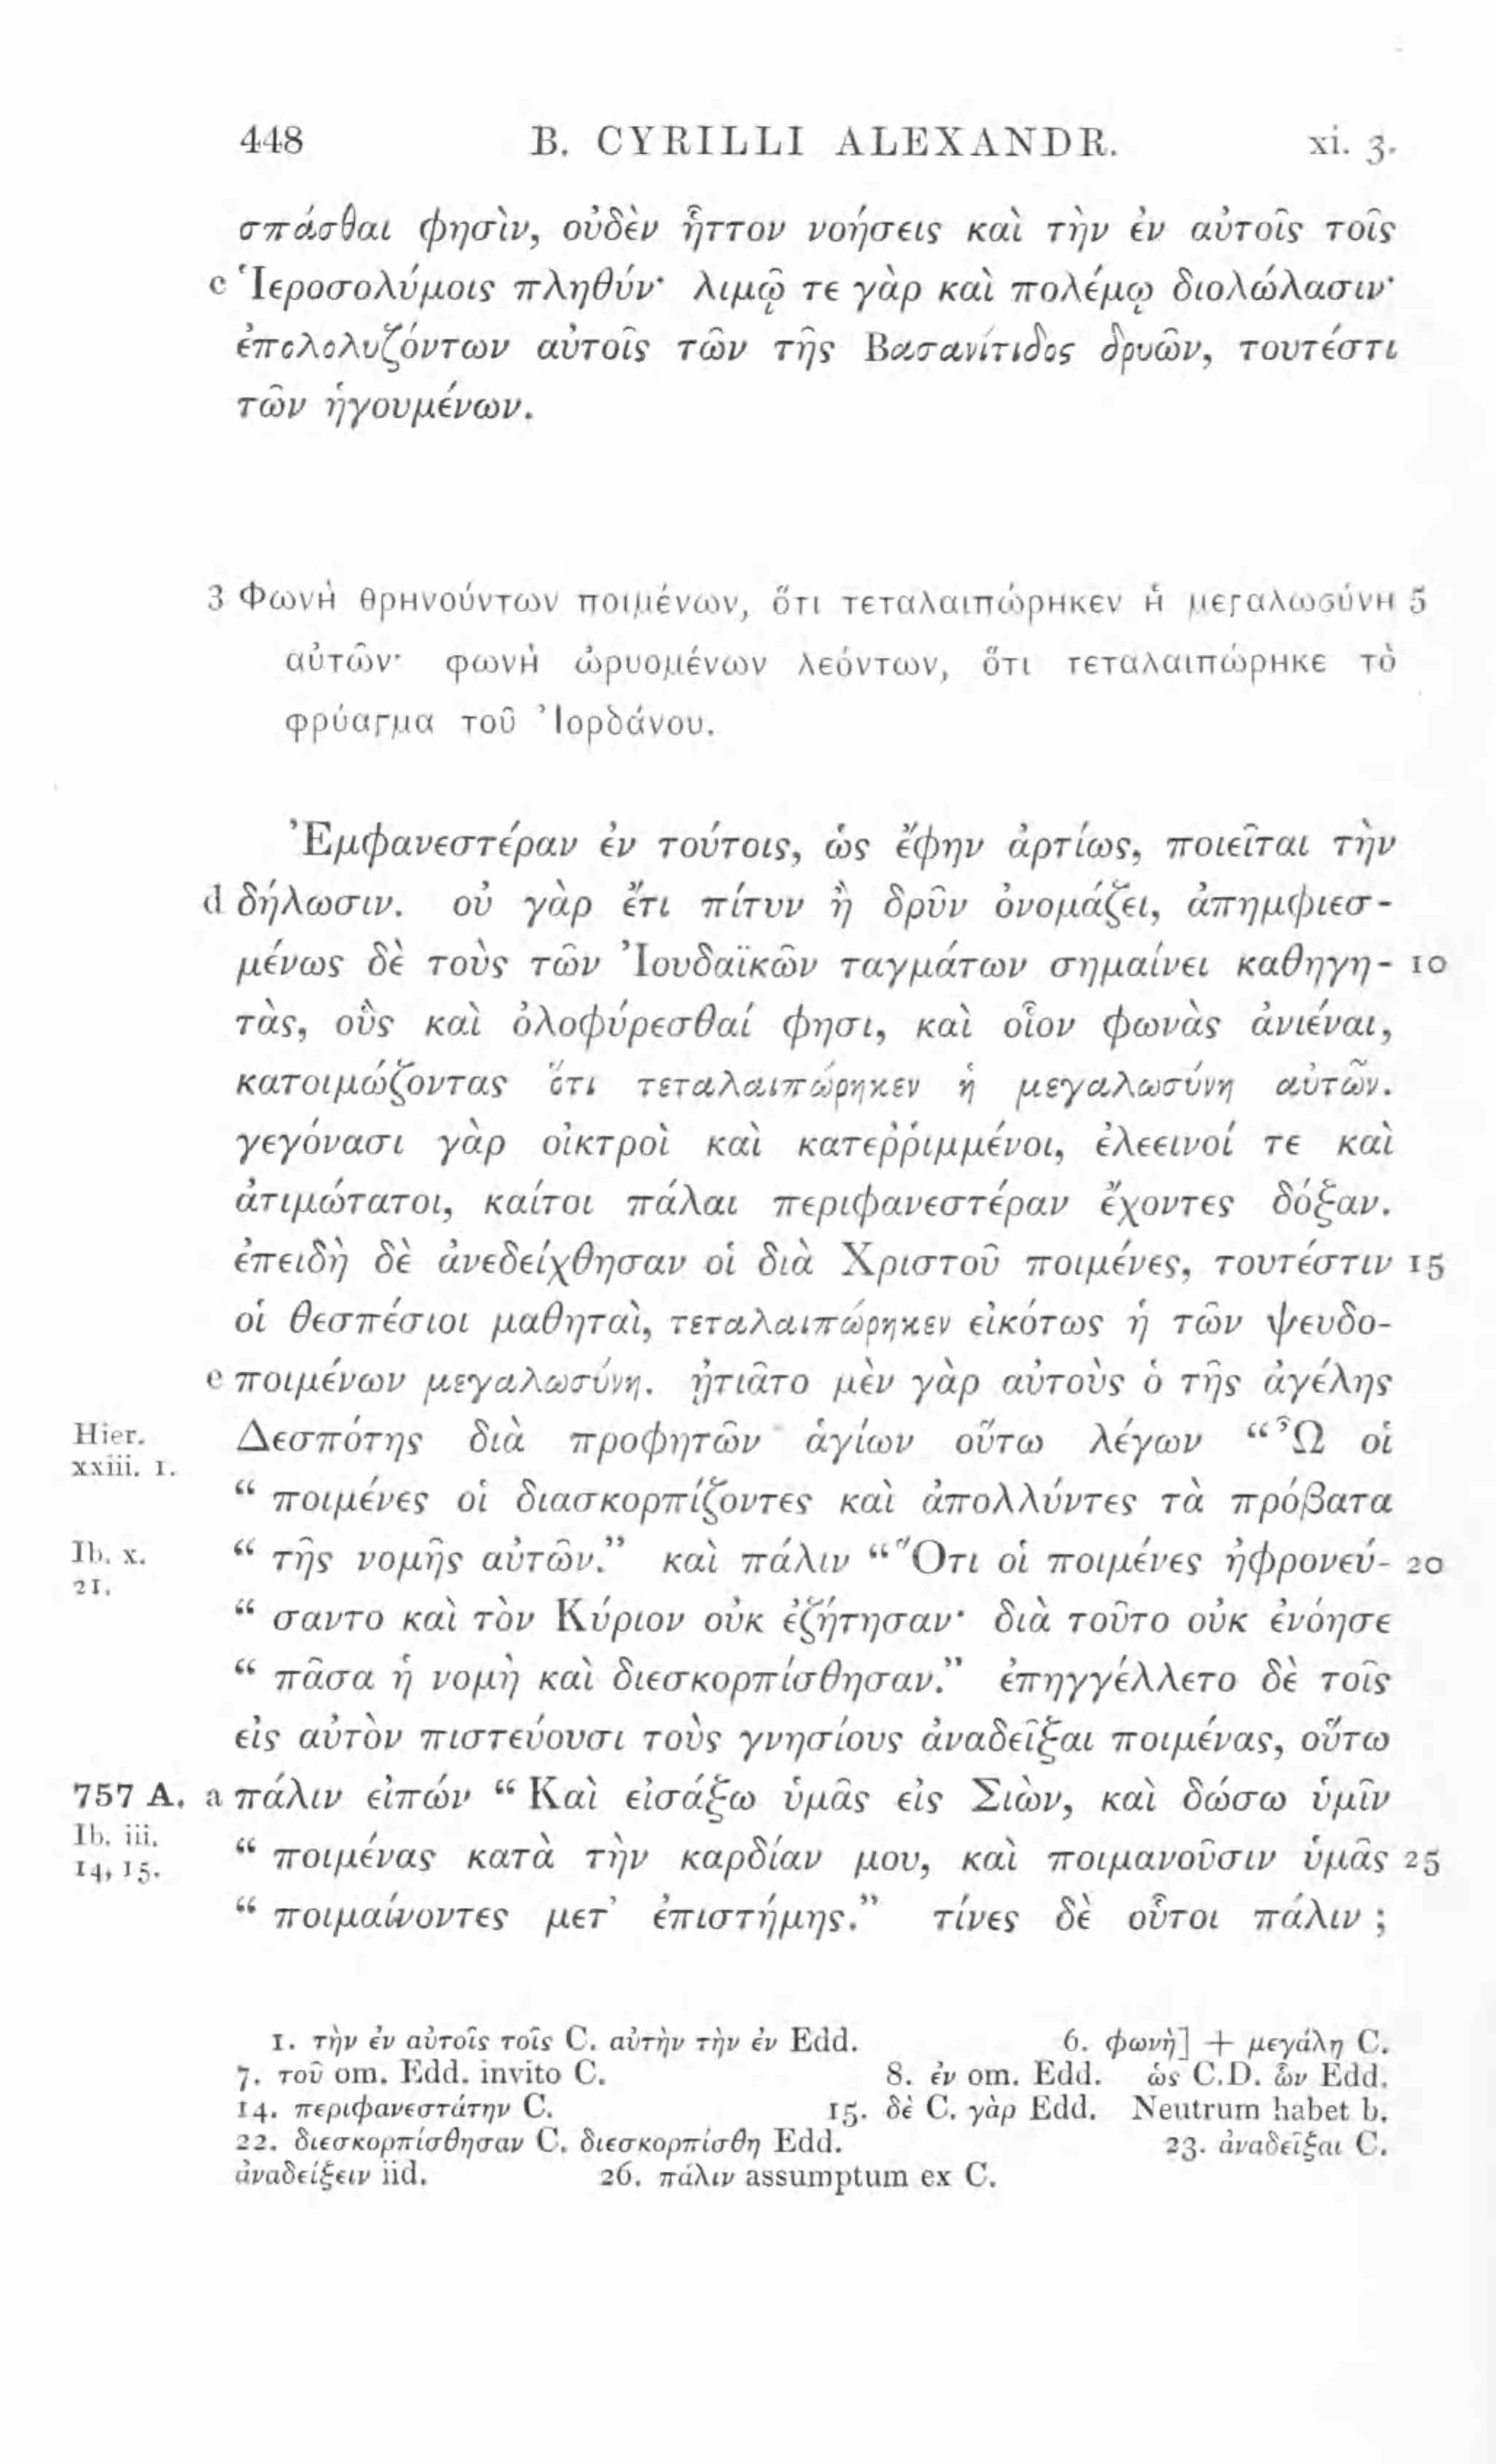 448 B. CYRILLI ALEXANDR. xi. 3.
σπάσθαι φησὶν, οὐδὲν ἧττον νοήσεις καὶ τὴν ἐν αὐτοῖς τοῖς
c Ἱεροσολύμοις πληθύν· λιμῷ τε γὰρ καὶ πολέμῳ διολώλασιν·
ἐπολολυζόντων αὐτοῖς τῶν τῆς Βασανίτιδος δρυῶν, τουτέστι
τῶν ἡγουμένων.
3 Φωνὴ θρηνούντων ποιμένων, ὅτι τεταλαιπώρηκεν ἡ μεγαλωσύνη 5
αὐτῶν· φωνὴ ὠρυομένων λεόντων, ὅτι τεταλαιπώρηκε τὸ
φρύαγμα τοῦ Ἰορδάνου.
Ἐμφανεστέραν ἐν τούτοις, ὡς ἔφην ἀρτίως, ποιεῖται τὴν
d δήλωσιν. οὐ γὰρ ἔτι πίτυν ἢ δρῦν ὀνομάζει, ἀπημφιεσ-
μένως δὲ τοὺς τῶν Ἰουδαϊκῶν ταγμάτων σημαίνει καθηγη- 10
τὰς, οὓς καὶ ὀλοφύρεσθαί φησι, καὶ οἷον φωνὰς ἀνιέναι,
κατοιμώζοντας ὅτι τεταλαιπώρηκεν ἡ μεγαλωσύνη αὐτῶν.
γεγόνασι γὰρ οἰκτροὶ καὶ κατεῤῥιμμένοι, ἐλεεινοί τε καὶ
ἀτιμώτατοι, καίτοι πάλαι περιφανεστέραν ἔχοντες δόξαν.
ἐπειδὴ δὲ ἀνεδείχθησαν οἱ διὰ Χριστοῦ ποιμένες, τουτέστιν 15
οἱ θεσπέσιοι μαθηταὶ, τεταλαιπώρηκεν εἰκότως ἡ τῶν ψευδο-
e ποιμένων μεγαλωσύνη. ᾐτιᾶτο μὲν γὰρ αὐτοὺς ὁ τῆς ἀγέλης
Hier. xxiii. 1. Δεσπότης διὰ προφητῶν ἁγίων οὕτω λέγων “Ὦ οἱ
“ ποιμένες οἱ διασκορπίζοντες καὶ ἀπολλύντες τὰ πρόβατα
Ib. x. 21. “ τῆς νομῆς αὐτῶν.” καὶ πάλιν “Ὅτι οἱ ποιμένες ἠφρονεύ- 20
“ σαντο καὶ τὸν Κύριον οὐκ ἐζήτησαν· διὰ τοῦτο οὐκ ἐνόησε
“ πᾶσα ἡ νομὴ καὶ διεσκορπίσθησαν.” ἐπηγγέλλετο δὲ τοῖς
εἰς αὐτὸν πιστεύουσι τοὺς γνησίους ἀναδεῖξαι ποιμένας, οὕτω
757 A. a πάλιν εἰπών “ Καὶ εἰσάξω ὑμᾶς εἰς Σιὼν, καὶ δώσω ὑμῖν
Ib. iii. 14, 15. “ ποιμένας κατὰ τὴν καρδίαν μου, καὶ ποιμανοῦσιν ὑμᾶς 25
“ ποιμαίνοντες μετ᾽ ἐπιστήμης.” τίνες δὲ οὗτοι πάλιν ;
1. τὴν ἐν αὐτοῖς τοῖς C. αὐτὴν τὴν ἐν Edd. 6. φωνὴ] + μεγάλη C.
7. τοῦ om. Edd. invito C. 8. ἐν om. Edd. ὡς C.D. ὧν Edd.
14. περιφανεστάτην C. 15. δὲ C. γὰρ Edd. Neutrum habet b.
22. διεσκορπίσθησαν C. διεσκορπίσθη Edd. 23. ἀναδεῖξαι C.
ἀναδείξειν iid. 26. πάλιν assumptum ex C.